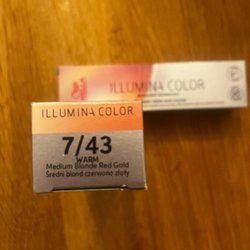 ILLUMINA COLOR
ILLUMINA COLOR
7/43
WARM
Medium Blonde Red Gold
Średni blond czerwono złoty